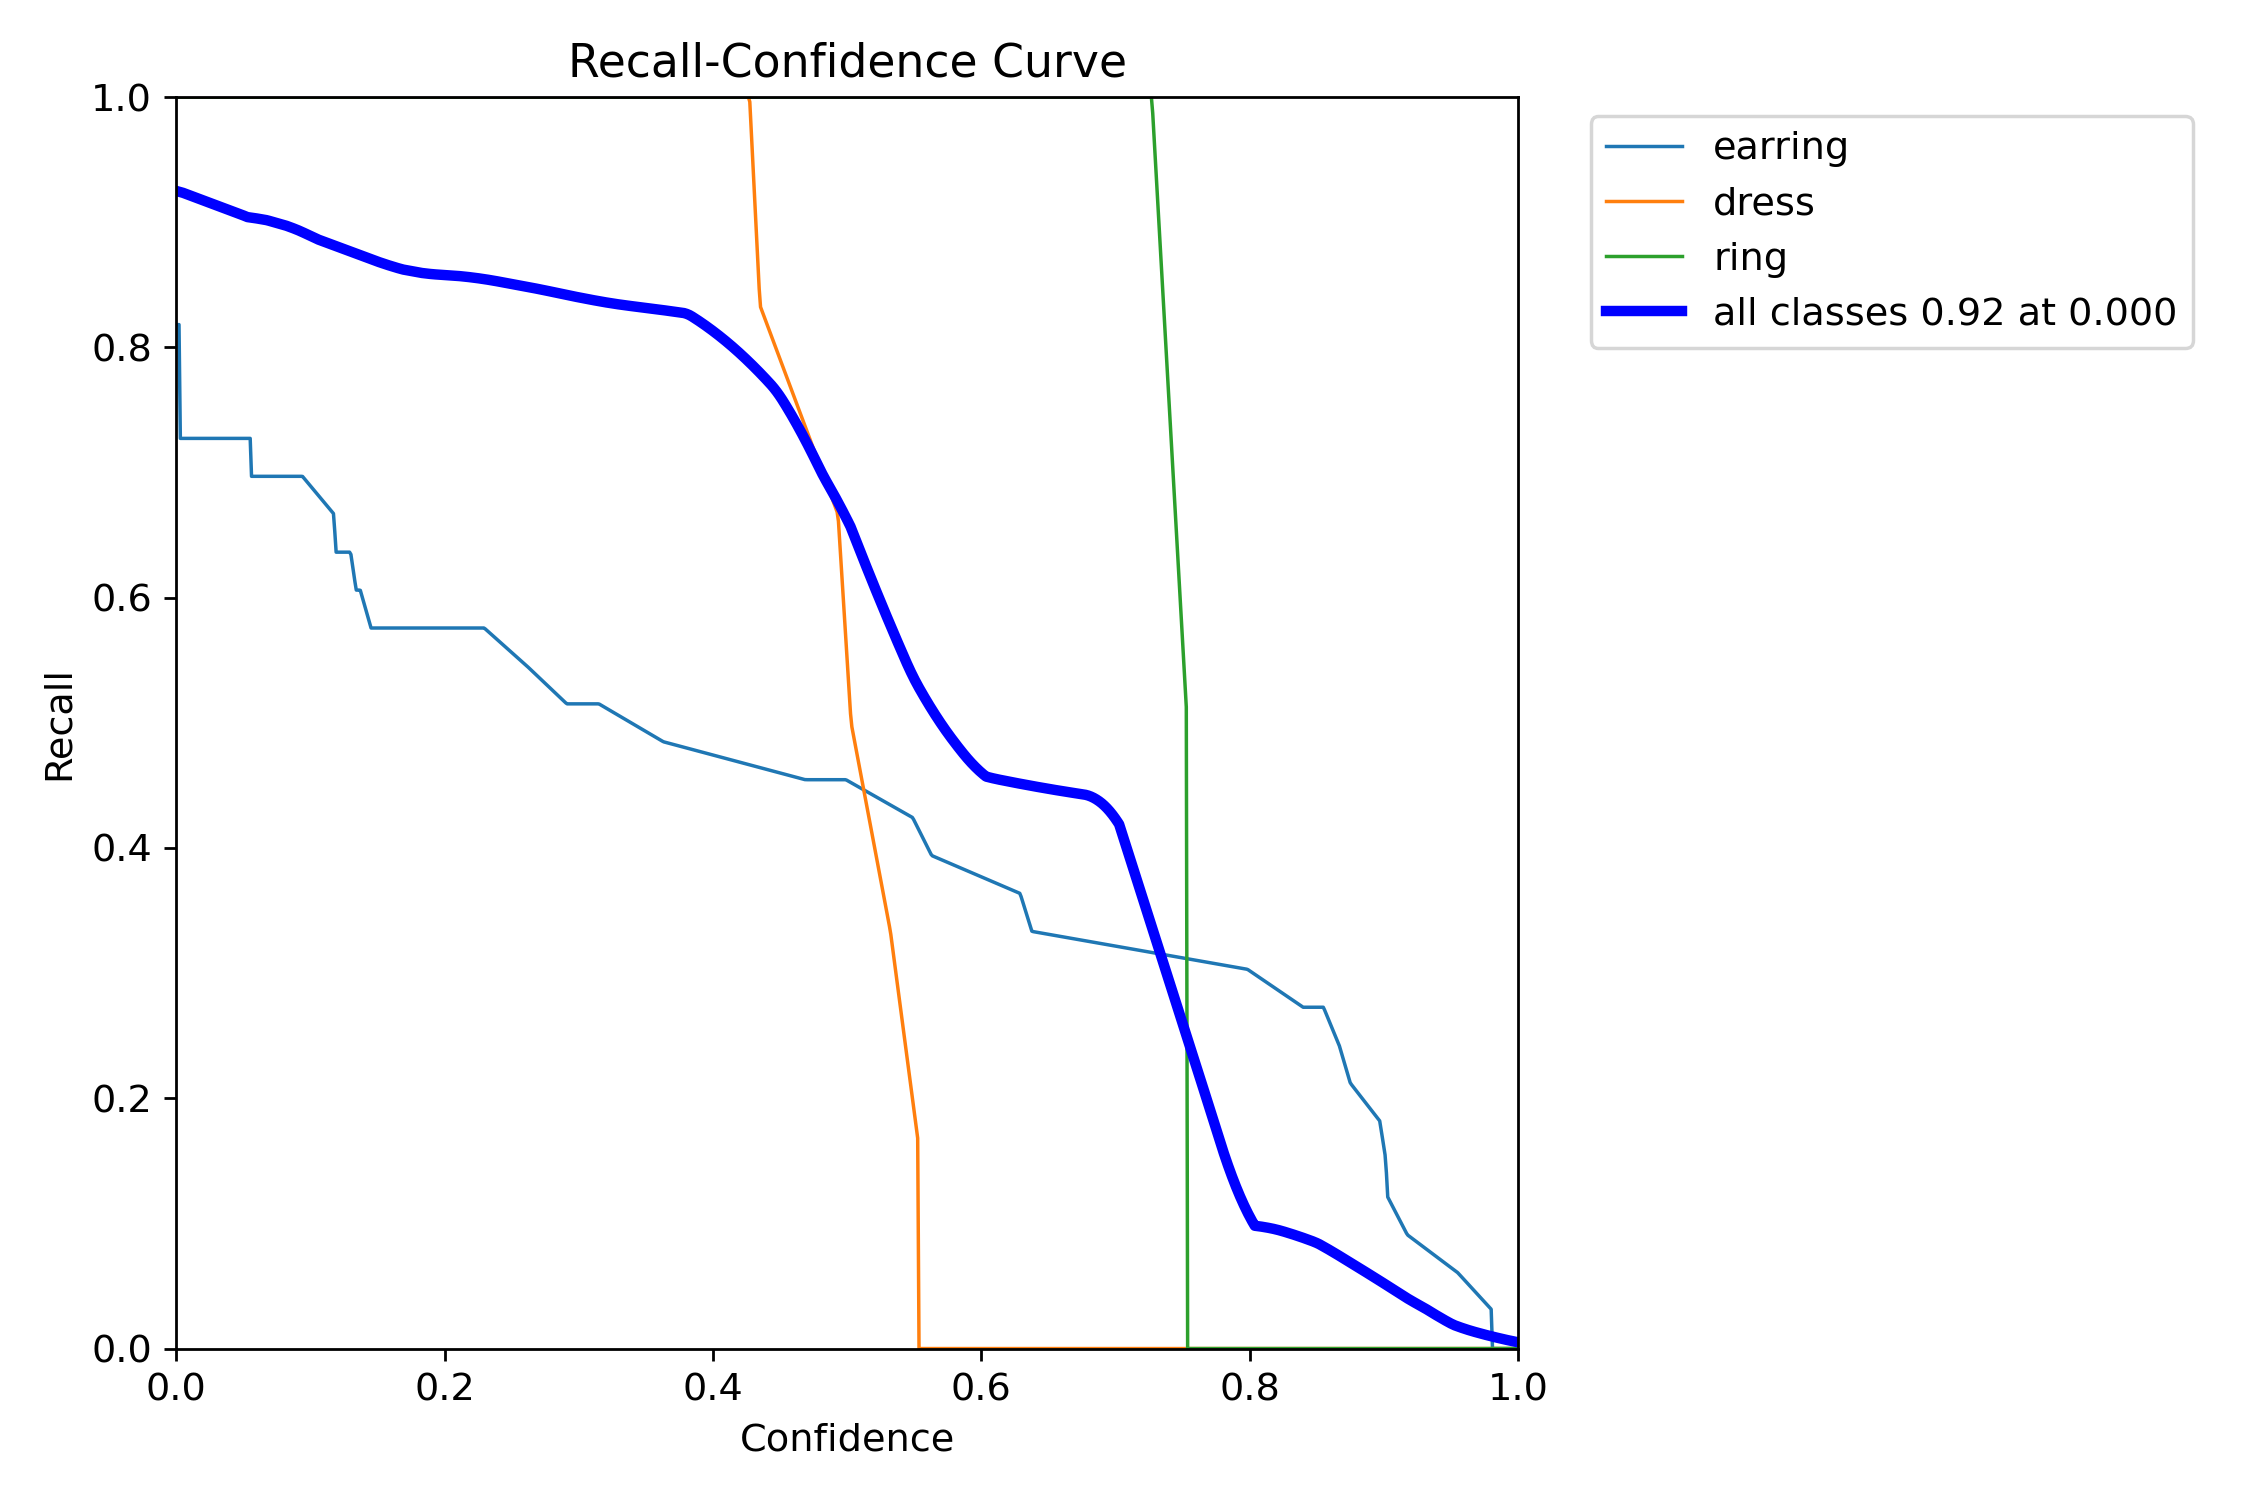 Recall-Confidence Curve
1.0
0.8
0.6
0.4
0.2
0.0
Recall
0.0 0.2 0.4 0.6 0.8 1.0
Confidence
earring
dress
ring
all classes 0.92 at 0.000